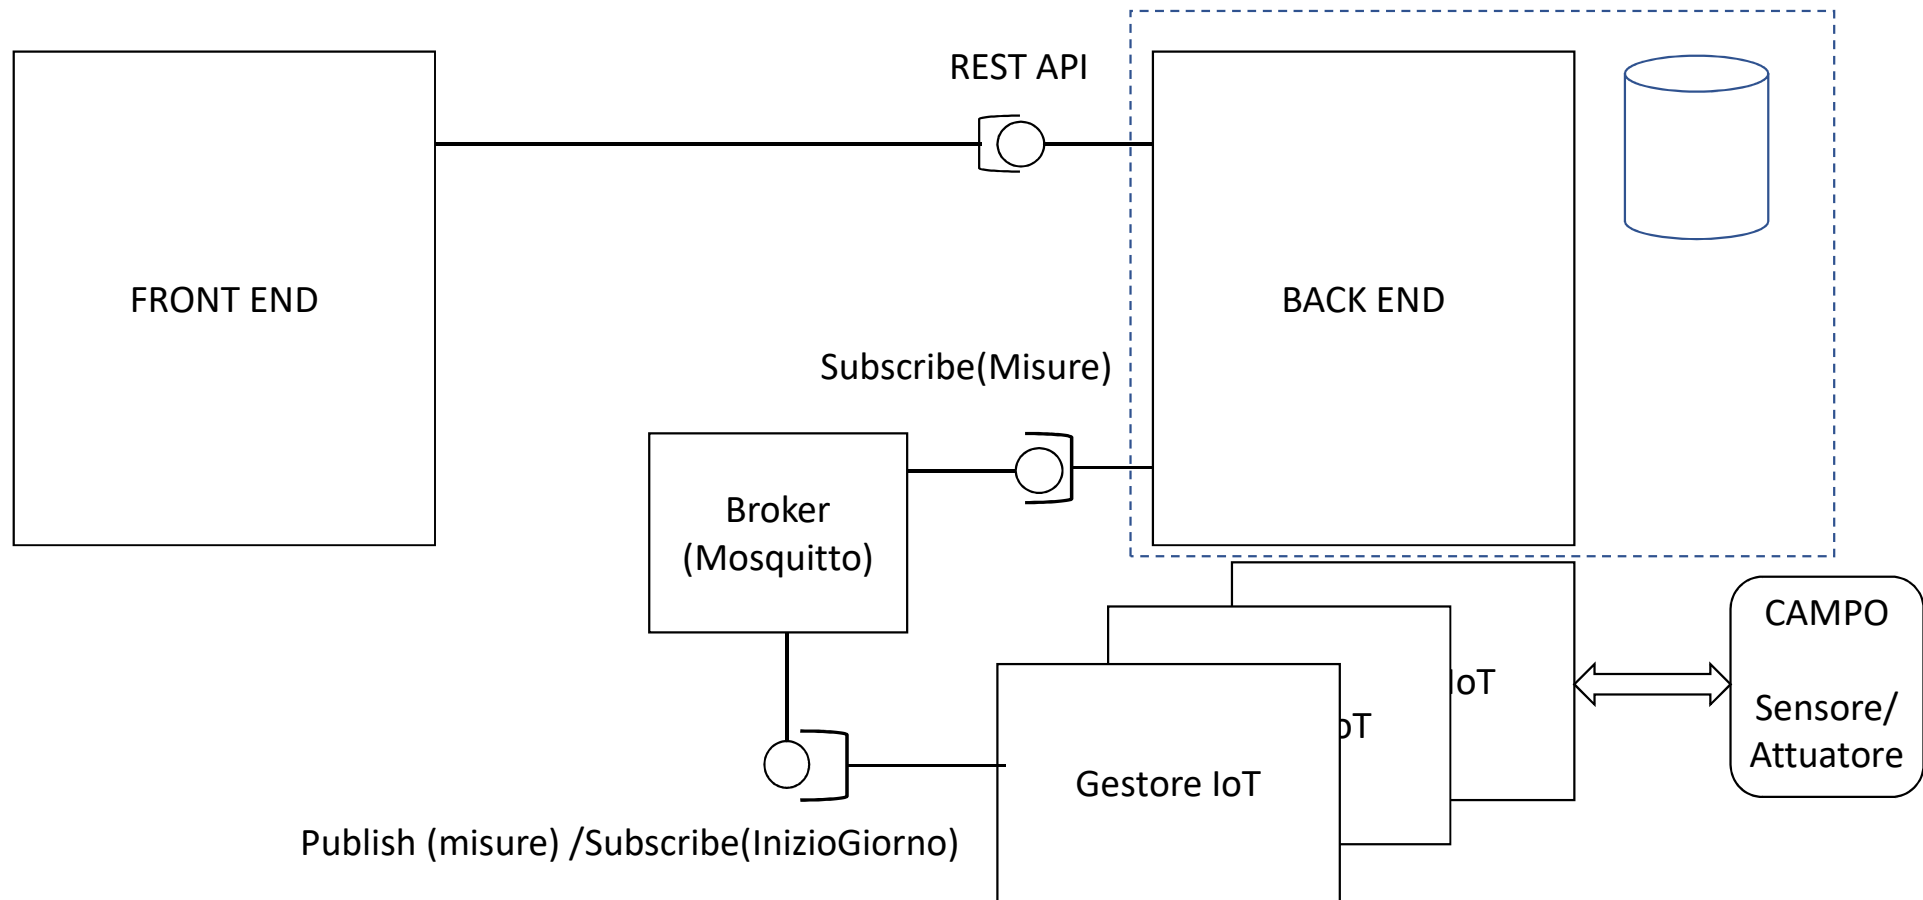 REST API
FRONT END
BACK END
Subscribe(Misure)
Broker
(Mosquitto)
CAMPO
Sensore/
Attuatore
IoT
oT
Gestore IoT
Publish (misure) /Subscribe(InizioGiorno)